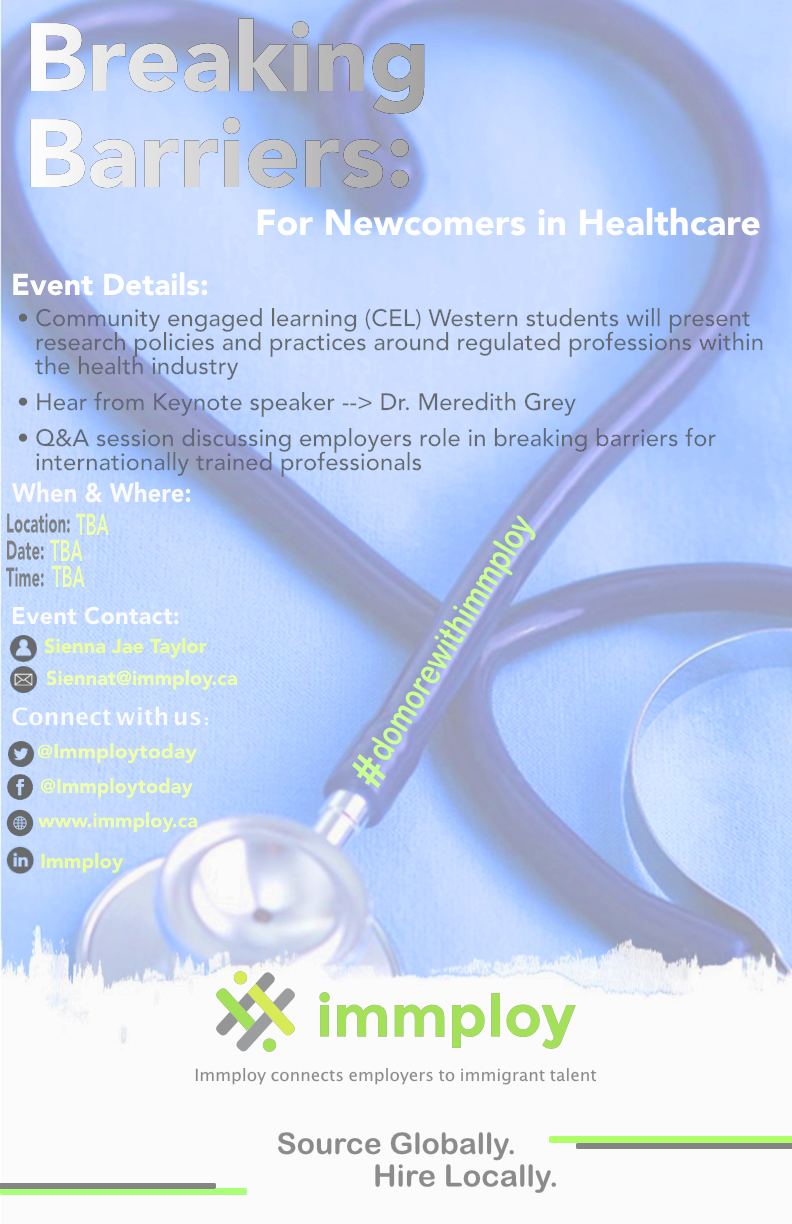 Breaking
Barriers:
For Newcomers in Healthcare
Event Details:
• Community engaged learning (CEL) Western students will present
research policies and practices around regulated professions within
the health industry
• Hear from Keynote speaker --> Dr. Meredith Grey
• Q&A session discussing employers role in breaking barriers for
internationally trained professionals
When & Where:
Location: TBA
Date: TBA
Time: TBA
#domorewithimmploy
Event Contact:
Sienna Jae Taylor
Siennat@immploy.ca
Connect with us:
@Immploytoday
@Immploytoday
www.immploy.ca
Immploy
immploy
Immploy connects employers to immigrant talent
Source Globally.
Hire Locally.